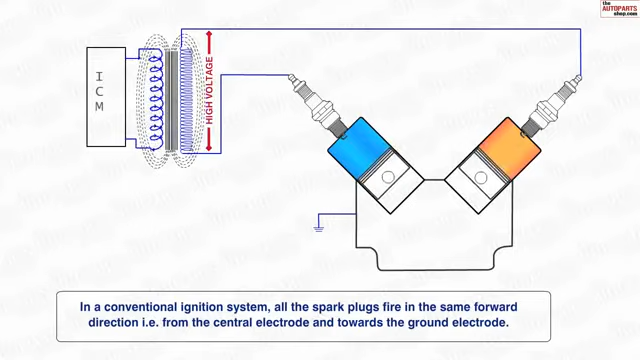 the
AUTOPARTS
shop.com
I
C
M
HIGH VOLTAGE
In a conventional ignition system, all the spark plugs fire in the same forward
direction i.e. from the central electrode and towards the ground electrode.